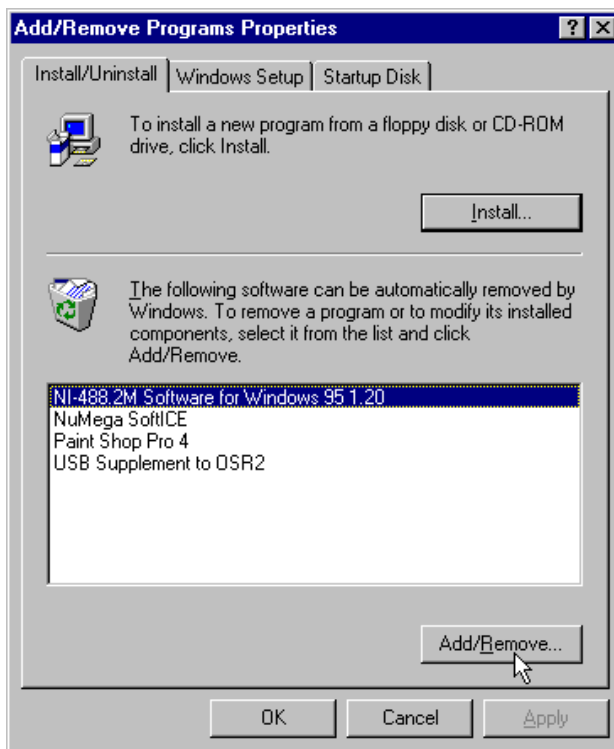 Add/Remove Programs Properties
Install/Uninstall
Windows Setup
Startup Disk
To install a new program from a floppy disk or CD-ROM
drive, click Install.
Install...
The following software can be automatically removed by
Windows. To remove a program or to modify its installed
components, select it from the list and click
Add/Remove.
NI-488.2M Software for Windows 95 1.20
NuMega SoftICE
Paint Shop Pro 4
USB Supplement to OSR2
Add/Remove...
OK
Cancel
Apply